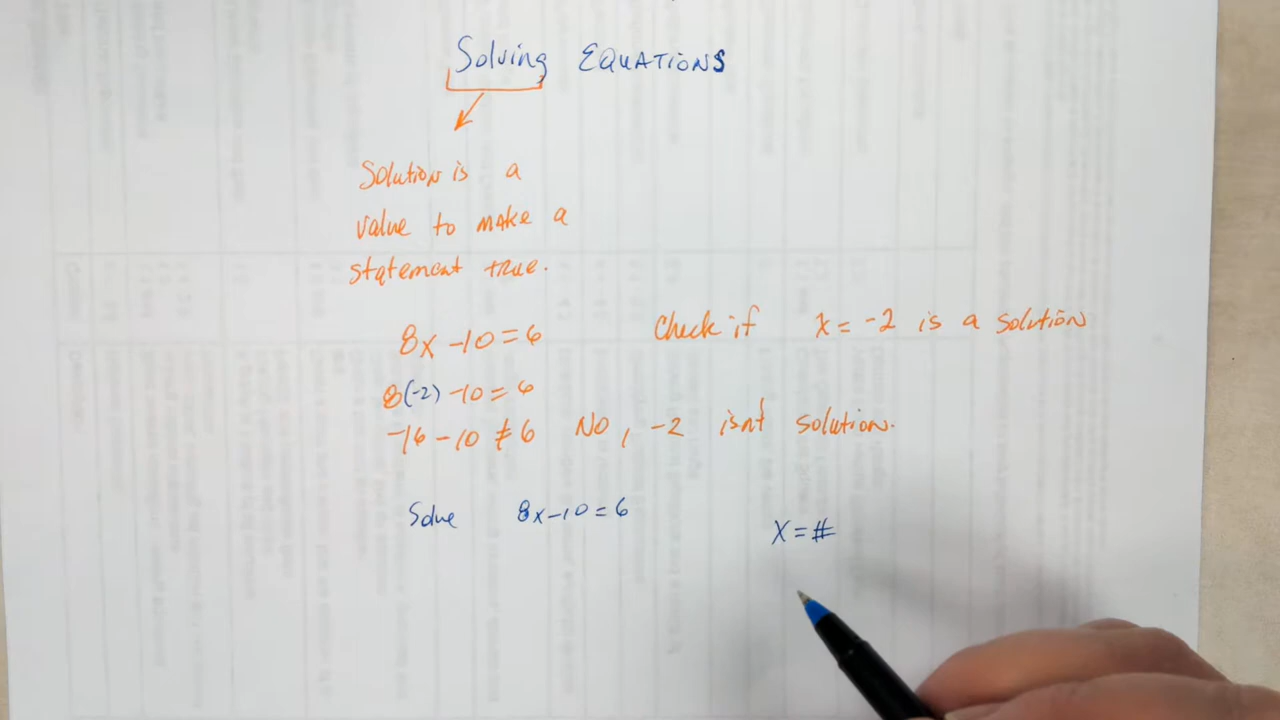 Solving EQUATIONS
Solution is a
value to make a
statement true.
8x - 10 = 6 Check if x = -2 is a solution
8(-2) - 10 = 6
-16 - 10 ≠ 6 No, -2 isn't solution.
Solve 8x - 10 = 6 x = #